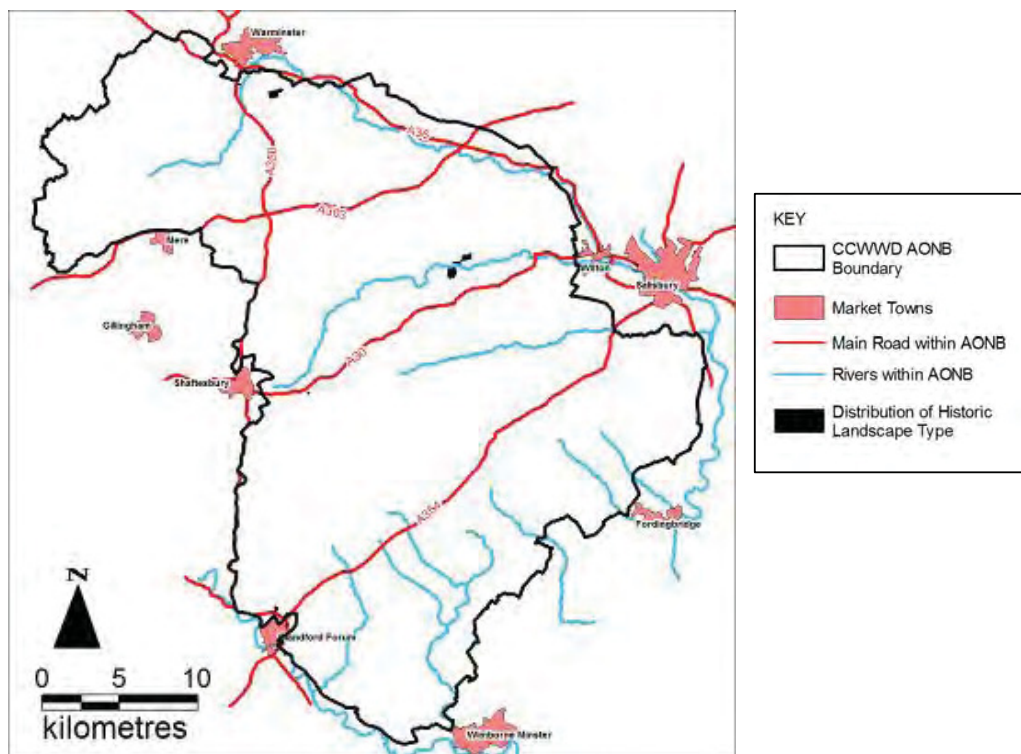 Warminster
A36
A350
A303
Mere
Wilton
Salisbury
Gillingham
Shaftesbury
A30
A354
Fordingbridge
N
landford Forum
Wimborne Minster
0 5 10
kilometres
KEY
CCWWD AONB
Boundary
Market Towns
Main Road within AONB
Rivers within AONB
Distribution of Historic
Landscape Type